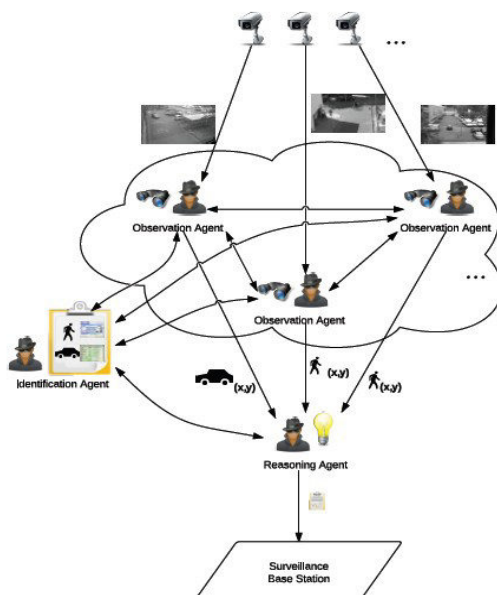 ...
Observation Agent
Observation Agent
...
Observation Agent
Identification Agent
(x,y)
(x,y)
(x,y)
Reasoning Agent
Surveillance
Base Station